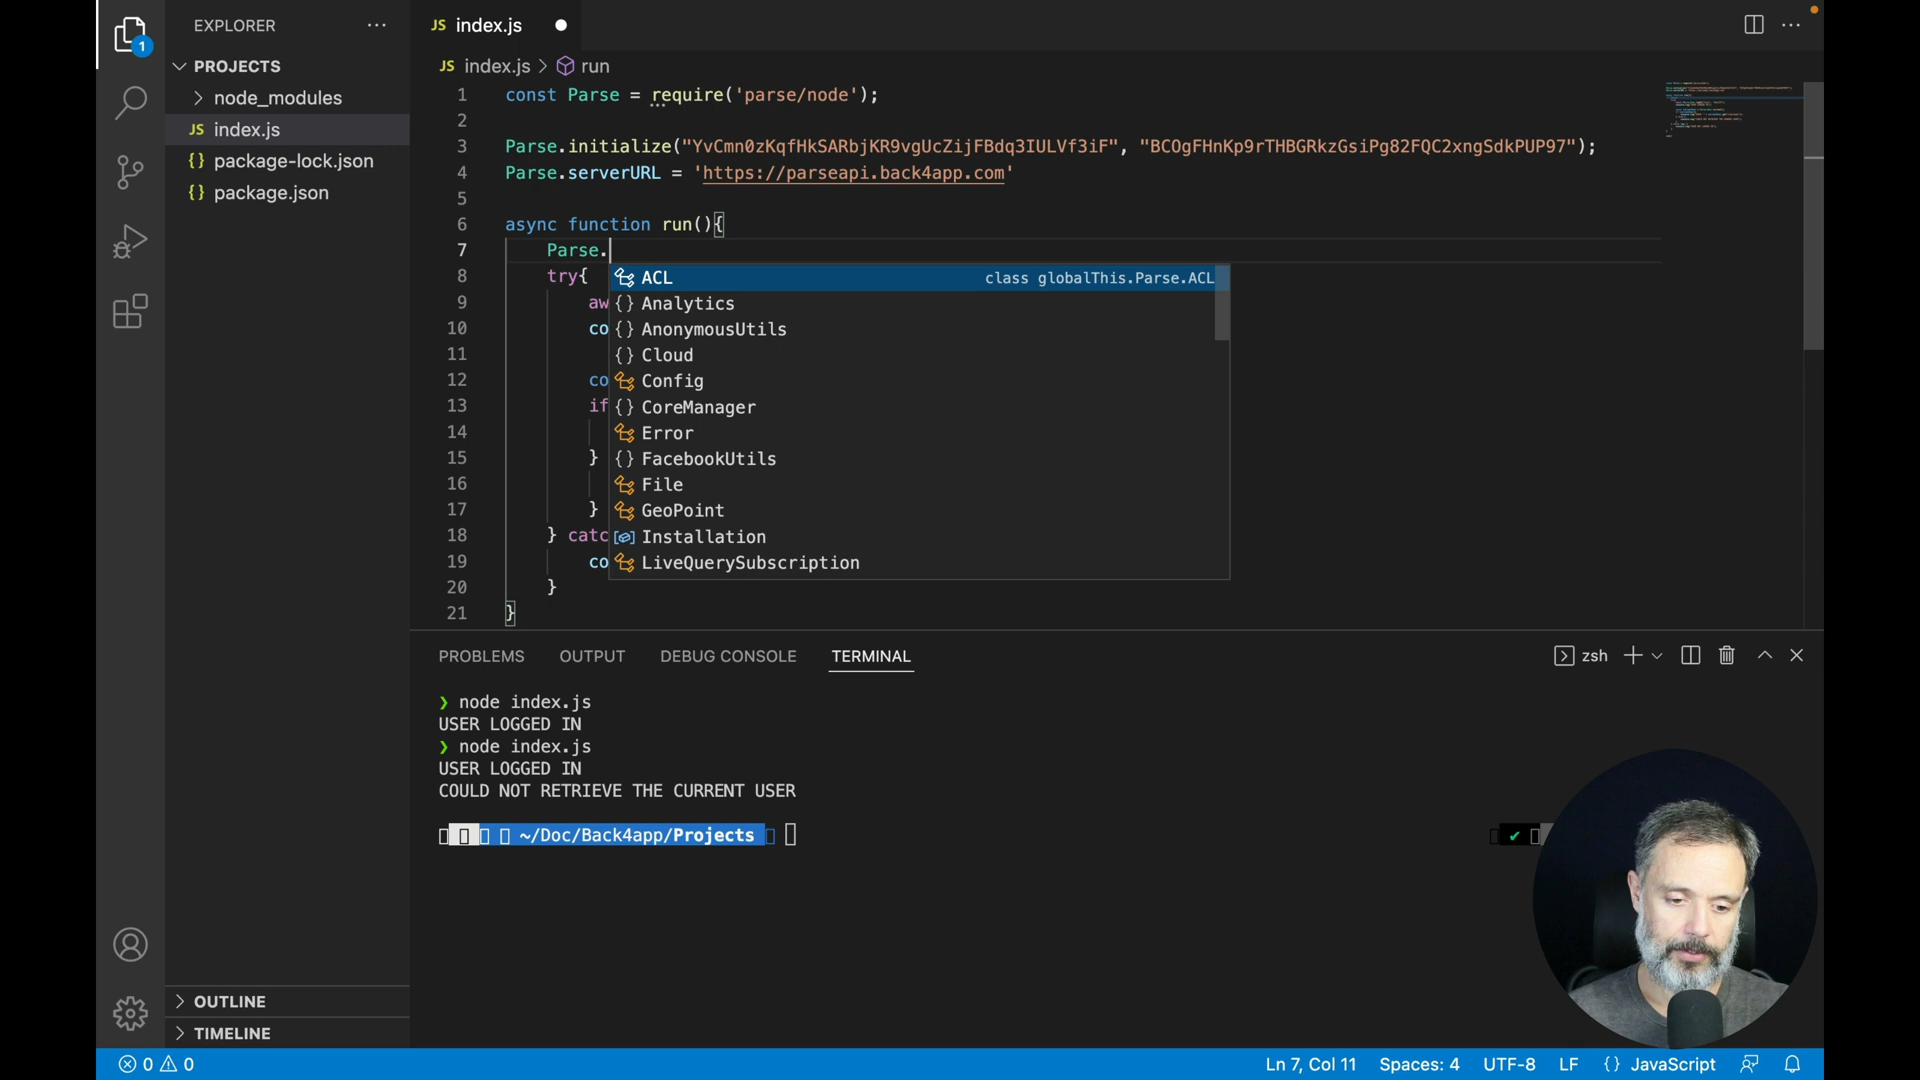 1
EXPLORER
PROJECTS
node_modules
JS index.js
{} package-lock.json
{} package.json
OUTLINE
TIMELINE
JS index.js
JS index.js > run
1 const Parse = require('parse/node');
2
3 Parse.initialize("YvCmn0zKqfHkSARbjKR9vgUcZijFBdq3IULVf3iF", "BCOgFHnKp9rTHBGRkzGsiPg82FQC2xngSdkPUP97");
4 Parse.serverURL = 'https://parseapi.back4app.com'
5
6 async function run(){
7 Parse.
8 try{
9 aw
10 co
11
12 co
13 if
14
15 }
16
17 }
18 } catc
19 co
20 }
21 }
ACL class globalThis.Parse.ACL
{} Analytics
{} AnonymousUtils
{} Cloud
Config
{} CoreManager
Error
{} FacebookUtils
File
GeoPoint
Installation
LiveQuerySubscription
PROBLEMS OUTPUT DEBUG CONSOLE TERMINAL
zsh
❯ node index.js
USER LOGGED IN
❯ node index.js
USER LOGGED IN
COULD NOT RETRIEVE THE CURRENT USER
~/Doc/Back4app/Projects
0 0
Ln 7, Col 11 Spaces: 4 UTF-8 LF {} JavaScript